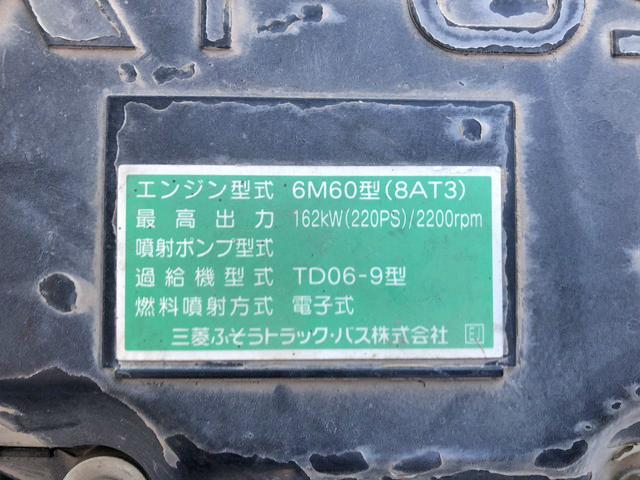 エンジン型式 6M60型(8AT3)
最高出力 162kW(220PS)/2200rpm
噴射ポンプ型式
過給機型式 TD06-9型
燃料噴射方式 電子式
三菱ふそうトラック・バス株式会社 EJ